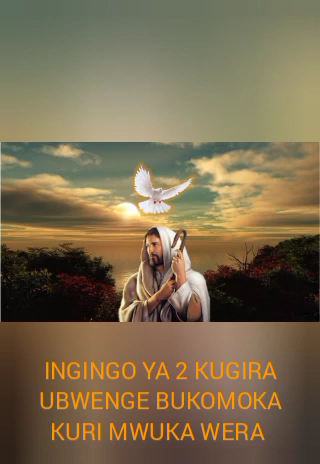 INGINGO YA 2 KUGIRA
UBWENGE BUKOMOKA
KURI MWUKA WERA